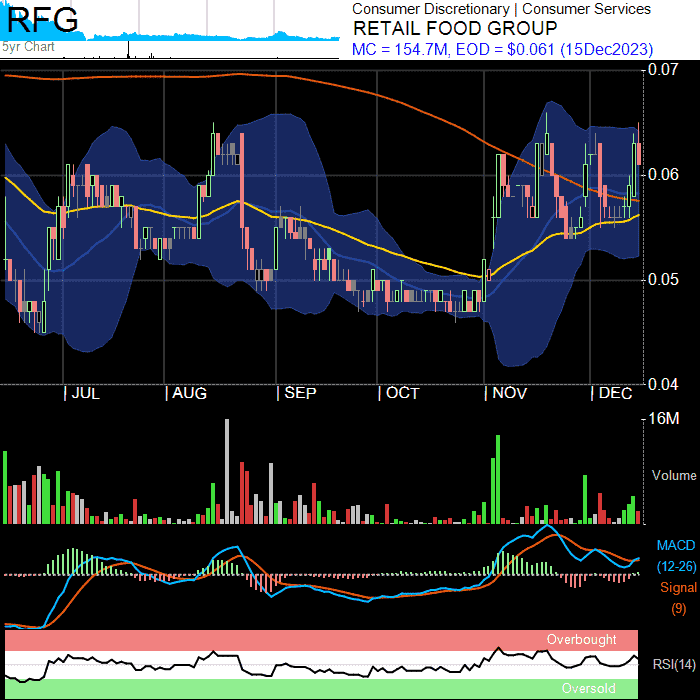 RFG
5yr Chart
Consumer Discretionary | Consumer Services
RETAIL FOOD GROUP
MC = 154.7M, EOD = $0.061 (15Dec2023)
0.07
0.06
0.05
0.04
| JUL | AUG | SEP | OCT | NOV | DEC
16M
Volume
MACD
(12-26)
Signal
(9)
Overbought
RSI(14)
Oversold